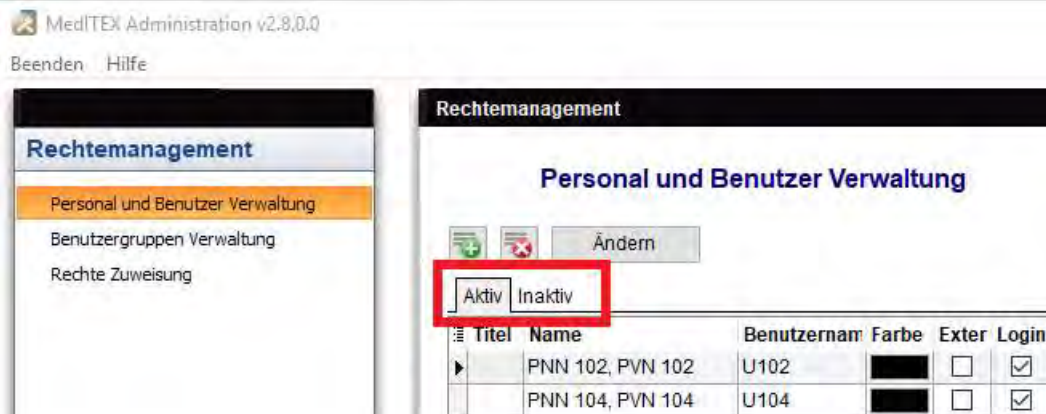 MedITEX Administration v2.8.0.0
Beenden Hilfe
Rechtemanagement
Personal und Benutzer Verwaltung
Benutzergruppen Verwaltung
Rechte Zuweisung
Rechtemanagement
Personal und Benutzer Verwaltung
Ändern
Aktiv Inaktiv
Titel Name Benutzernam Farbe Exter Login
PNN 102, PVN 102 U102
PNN 104, PVN 104 U104